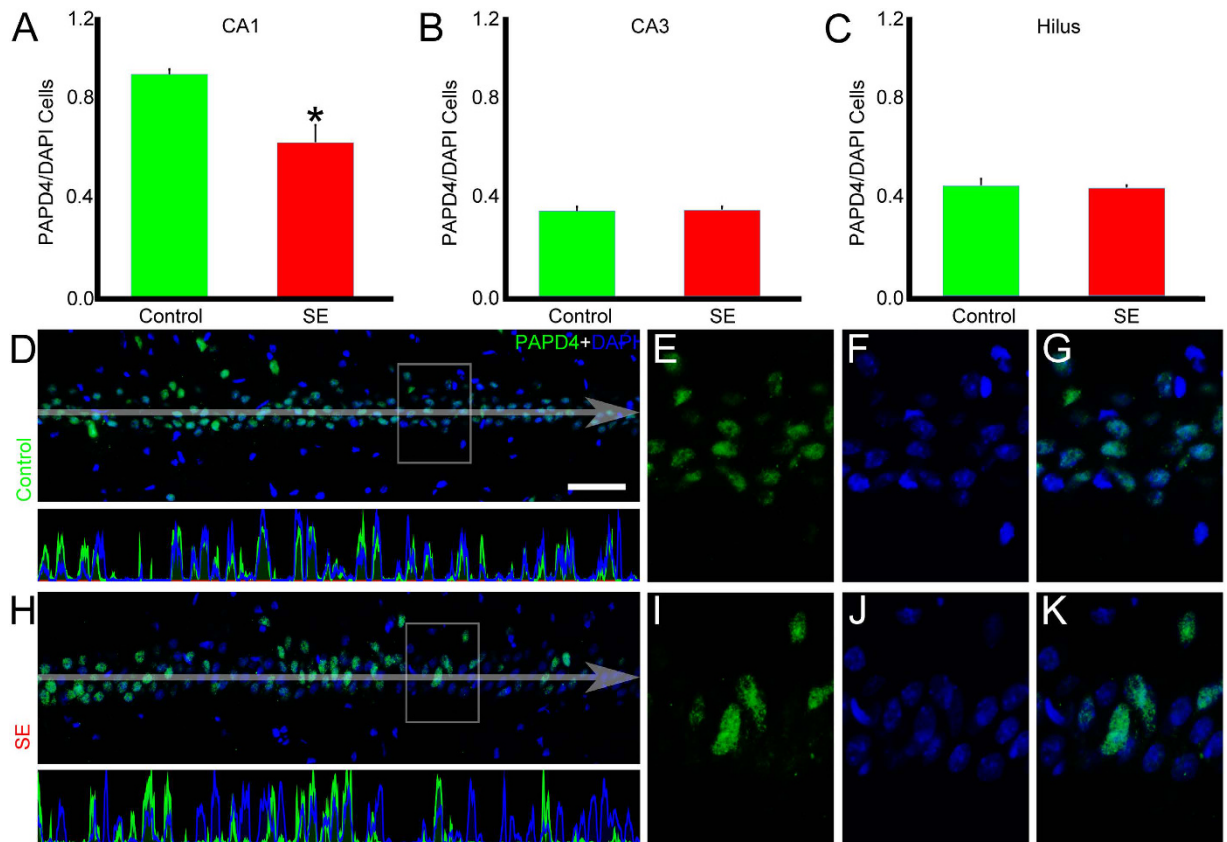 A
CA1
PAPD4/DAPI Cells
1.2
0.8
0.4
0.0
*
Control SE
B
CA3
PAPD4/DAPI Cells
1.2
0.8
0.4
0.0
Control SE
C
Hilus
PAPD4/DAPI Cells
1.2
0.8
0.4
0.0
Control SE
D
PAPD4+DAPI
Control
E
F
G
H
SE
I
J
K